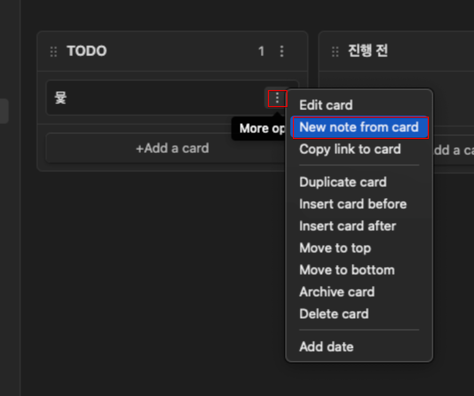 TODO 1
진행 전
뮻
More op
+Add a card
dd a ca
Edit card
New note from card
Copy link to card
Duplicate card
Insert card before
Insert card after
Move to top
Move to bottom
Archive card
Delete card
Add date